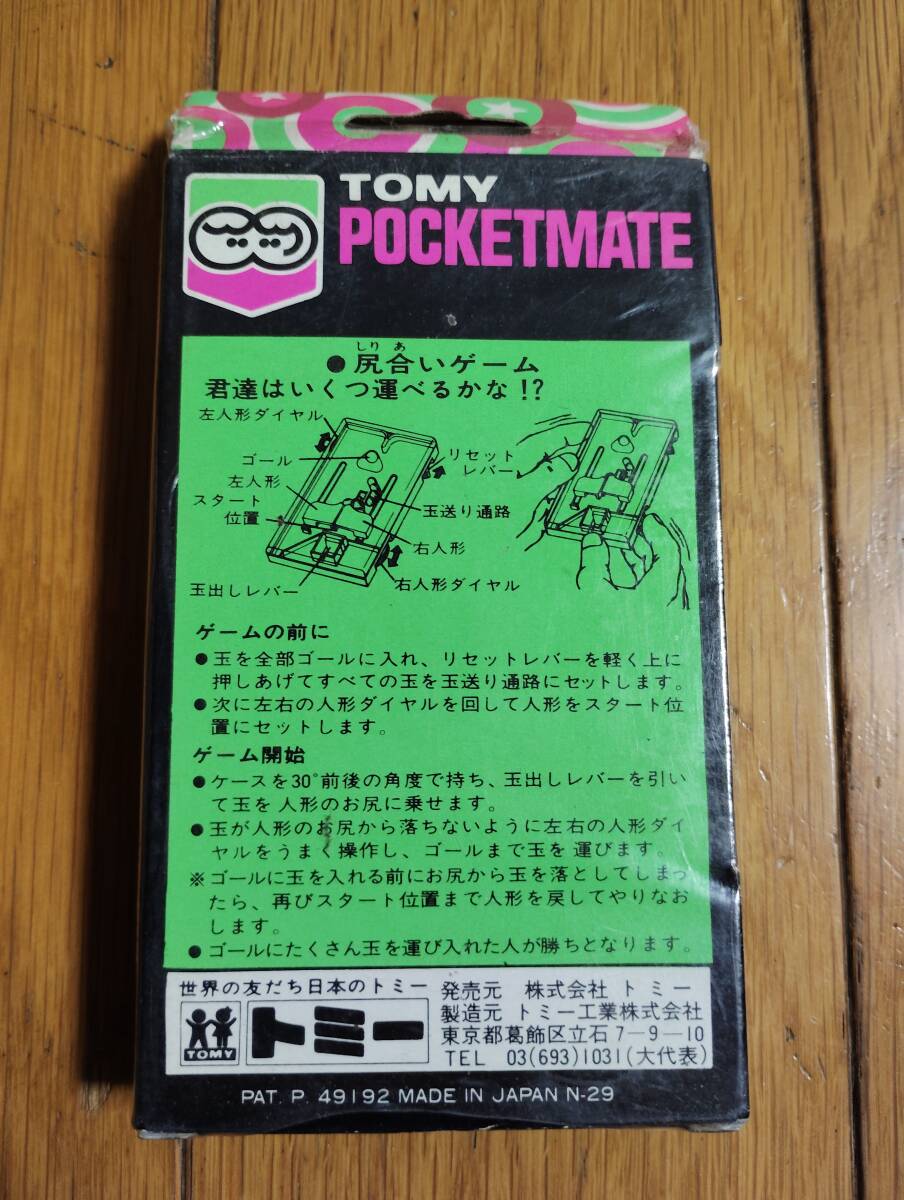 TOMY
POCKETMATE
しり あ
●尻合いゲーム
君達はいくつ運べるかな!?
左人形ダイヤル
ゴール
左人形
スタート
位置
玉出しレバー
リセット
レバー
玉送り通路
右人形
右人形ダイヤル
ゲームの前に
●玉を全部ゴールに入れ、リセットレバーを軽く上に
押しあげてすべての玉を玉送り通路にセットします。
●次に左右の人形ダイヤルを回して人形をスタート位
置にセットします。
ゲーム開始
●ケースを30°前後の角度で持ち、玉出しレバーを引い
て玉を人形のお尻に乗せます。
●玉が人形のお尻から落ちないように左右の人形ダイ
ヤルをうまく操作し、ゴールまで玉を運びます。
※ゴールに玉を入れる前にお尻から玉を落としてしまっ
たら、再びスタート位置まで人形を戻してやりなお
します。
●ゴールにたくさん玉を運び入れた人が勝ちとなります。
世界の友だち日本のトミー
TOMY
トミー
発売元 株式会社 トミー
製造元 トミー工業株式会社
東京都葛飾区立石7-9-10
TEL 03(693)1031(大代表)
PAT. P. 49192 MADE IN JAPAN N-29